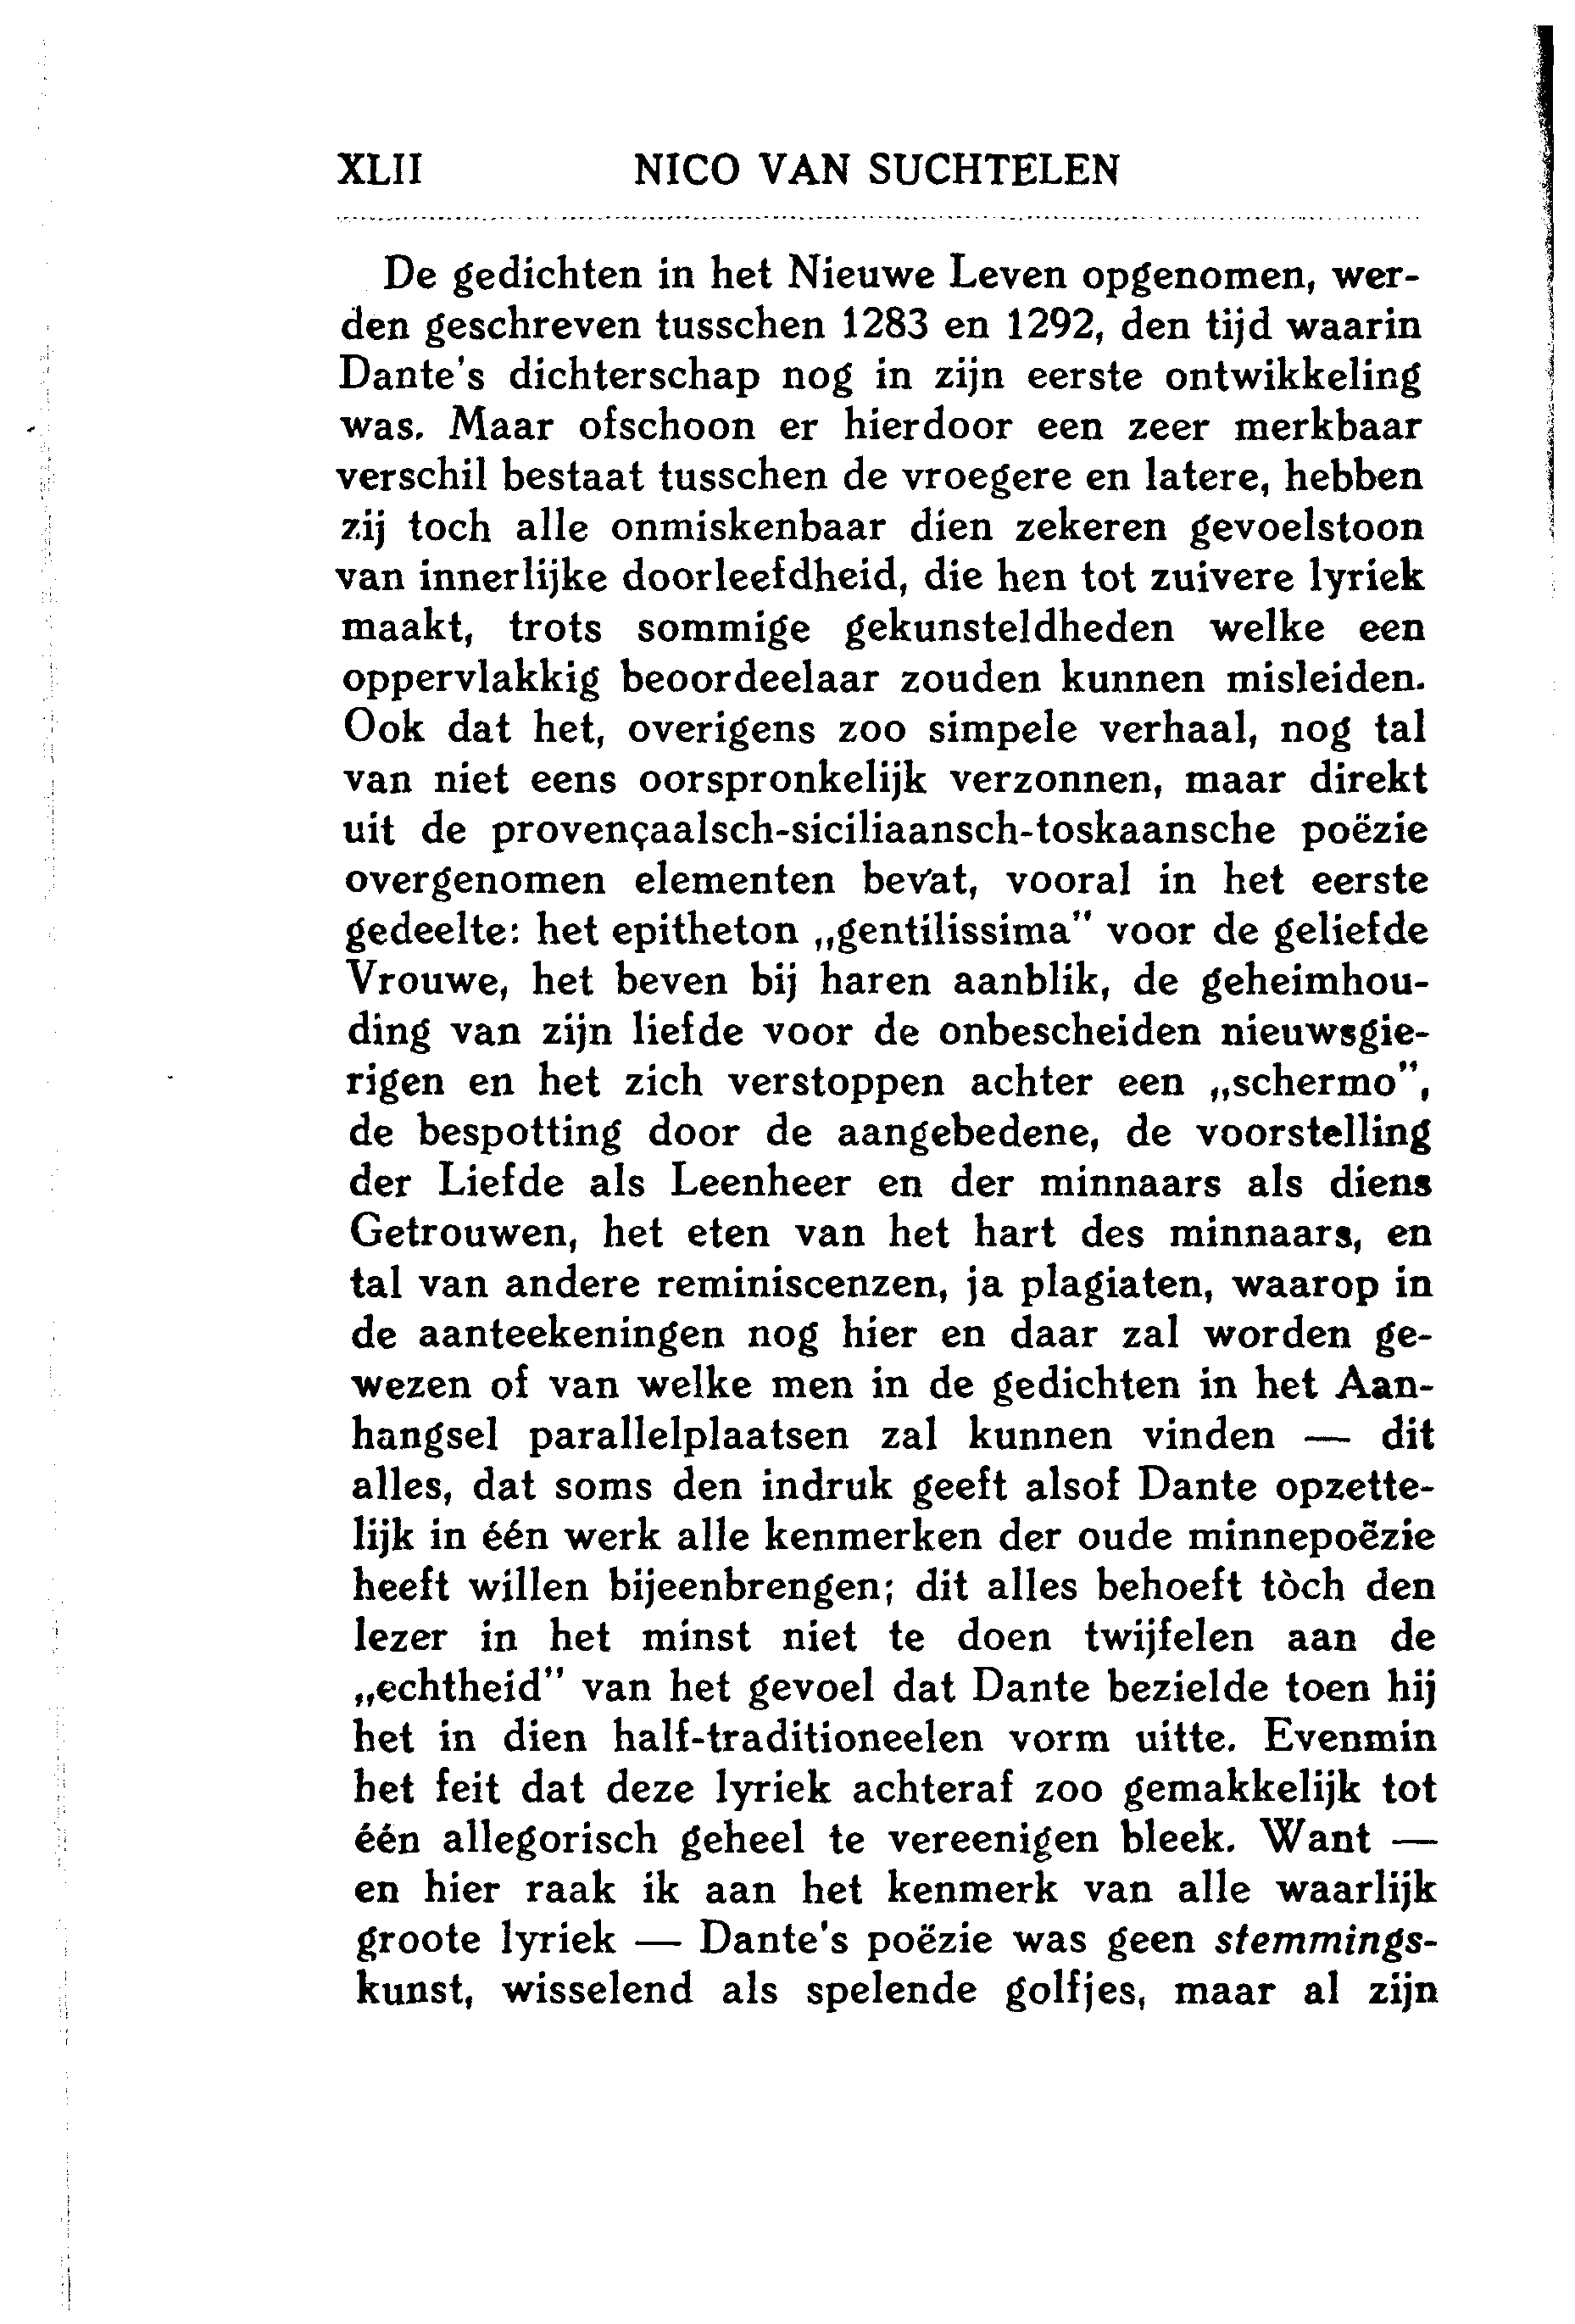 XLII NICO VAN SUCHTELEN
De gedichten in het Nieuwe Leven opgenomen, wer-
den geschreven tusschen 1283 en 1292, den tijd waarin
Dante's dichterschap nog in zijn eerste ontwikkeling
was. Maar ofschoon er hierdoor een zeer merkbaar
verschil bestaat tusschen de vroegere en latere, hebben
zij toch alle onmiskenbaar dien zekeren gevoelstoon
van innerlijke doorleefdheid, die hen tot zuivere lyriek
maakt, trots sommige gekunsteldheden welke een
oppervlakkig beoordeelaar zouden kunnen misleiden.
Ook dat het, overigens zoo simpele verhaal, nog tal
van niet eens oorspronkelijk verzonnen, maar direkt
uit de provençaalsch-siciliaansch-toskaansche poëzie
overgenomen elementen bevat, vooral in het eerste
gedeelte: het epitheton „gentilissima" voor de geliefde
Vrouwe, het beven bij haren aanblik, de geheimhou-
ding van zijn liefde voor de onbescheiden nieuwsgie-
rigen en het zich verstoppen achter een „schermo",
de bespotting door de aangebedene, de voorstelling
der Liefde als Leenheer en der minnaars als diens
Getrouwen, het eten van het hart des minnaars, en
tal van andere reminiscenzen, ja plagiaten, waarop in
de aanteekeningen nog hier en daar zal worden ge-
wezen of van welke men in de gedichten in het Aan-
hangsel parallelplaatsen zal kunnen vinden — dit
alles, dat soms den indruk geeft alsof Dante opzette-
lijk in één werk alle kenmerken der oude minnepoëzie
heeft willen bijeenbrengen; dit alles behoeft tòch den
lezer in het minst niet te doen twijfelen aan de
„echtheid" van het gevoel dat Dante bezielde toen hij
het in dien half-traditioneelen vorm uitte. Evenmin
het feit dat deze lyriek achteraf zoo gemakkelijk tot
één allegorisch geheel te vereenigen bleek. Want —
en hier raak ik aan het kenmerk van alle waarlijk
groote lyriek — Dante's poëzie was geen stemmings-
kunst, wisselend als spelende golfjes, maar al zijn